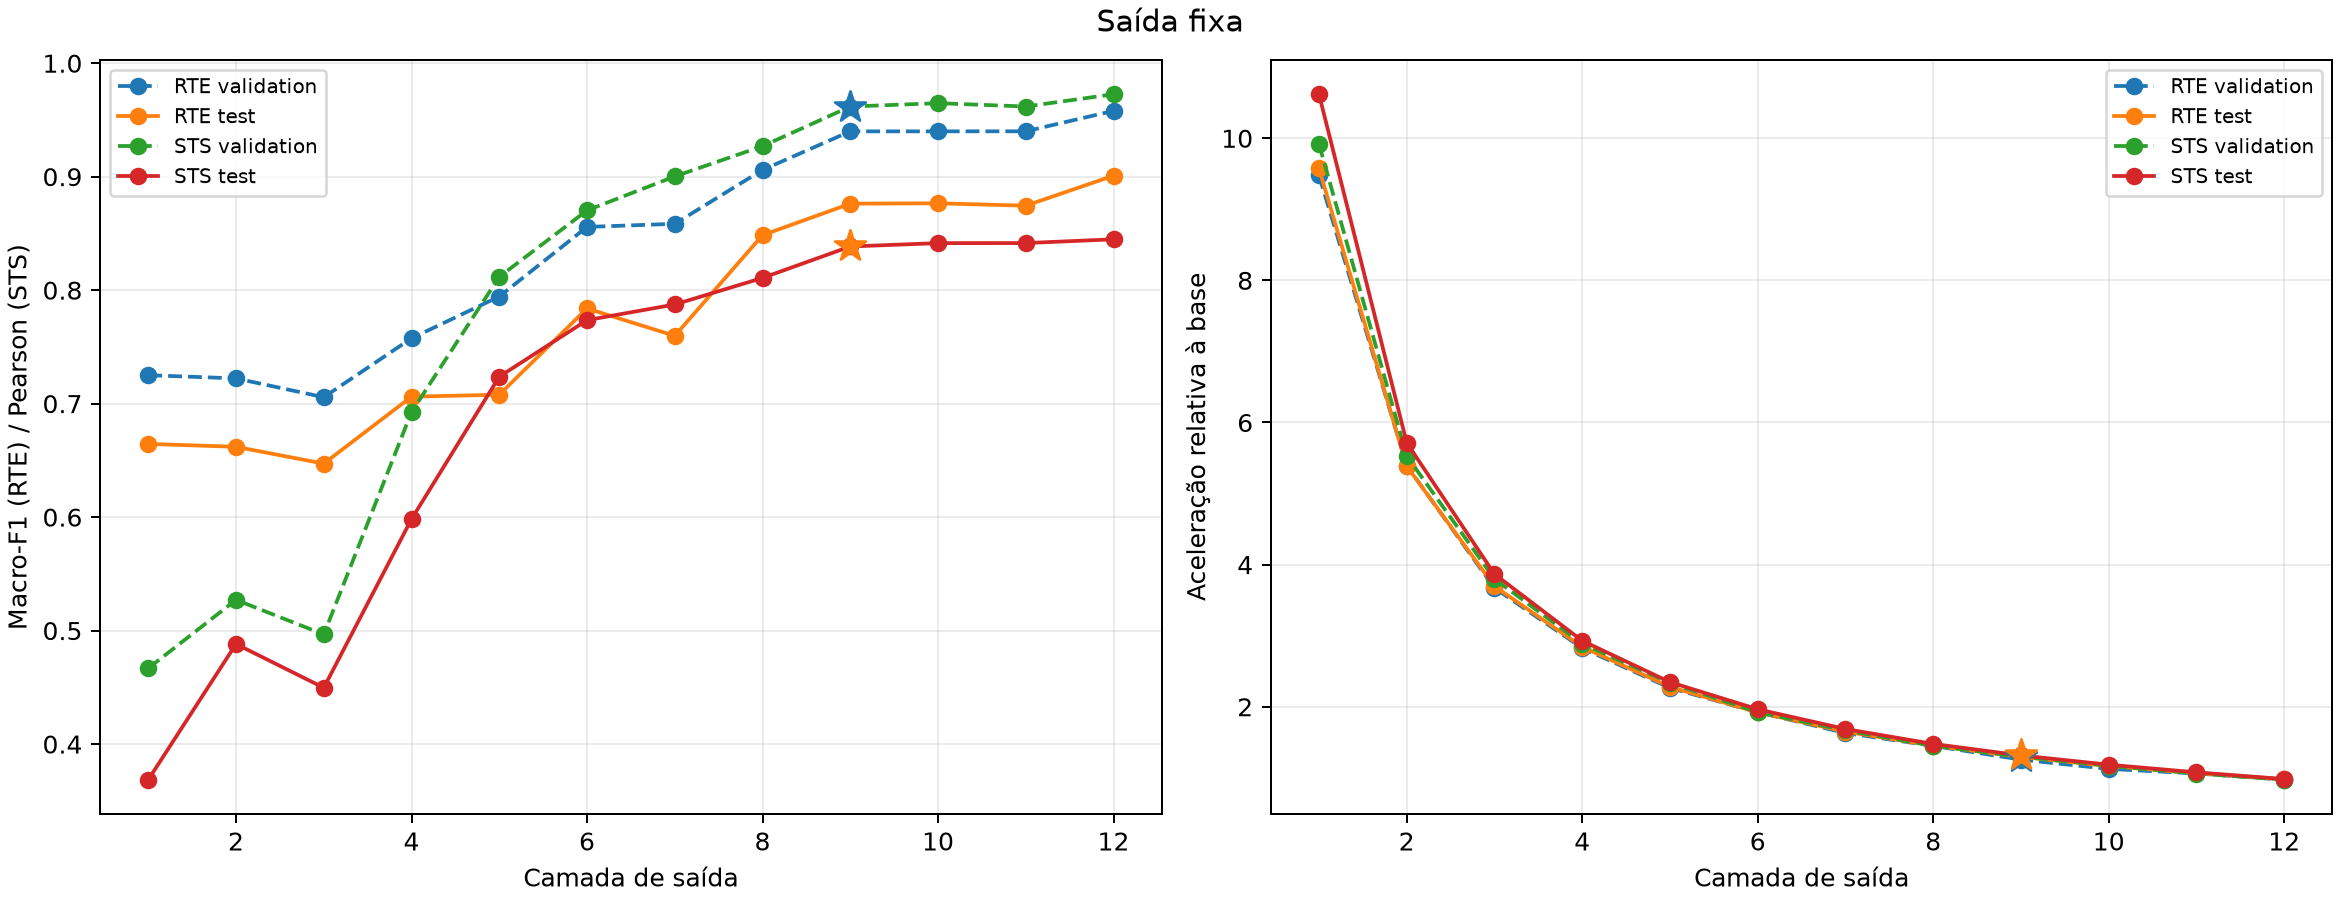 Saída fixa
Macro-F1 (RTE) / Pearson (STS)
1.0
0.9
0.8
0.7
0.6
0.5
0.4
RTE validation
RTE test
STS validation
STS test
2 4 6 8 10 12
Camada de saída
Aceleração relativa à base
10
8
6
4
2
RTE validation
RTE test
STS validation
STS test
2 4 6 8 10 12
Camada de saída